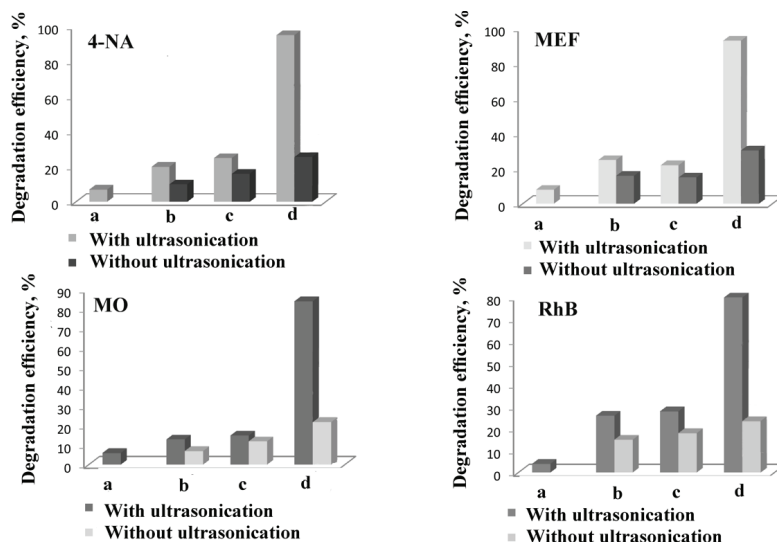 Degradation efficiency, %
100
80
60
40
20
0
4-NA
a b c d
With ultrasonication
Without ultrasonication
Degradation efficiency, %
100
80
60
40
20
0
MEF
a b c d
With ultrasonication
Without ultrasonication
Degradation efficiency, %
90
80
70
60
50
40
30
20
10
0
MO
a b c d
With ultrasonication
Without ultrasonication
Degradation efficiency, %
80
70
60
50
40
30
20
10
0
RhB
a b c d
With ultrasonication
Without ultrasonication